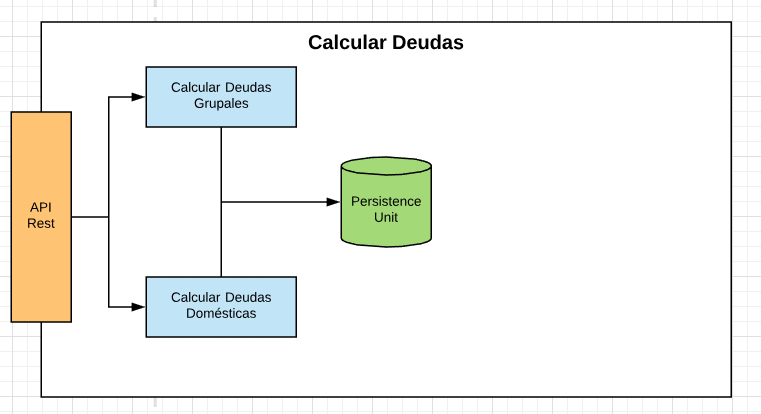 Calcular Deudas
Calcular Deudas
Grupales
API
Rest
Persistence
Unit
Calcular Deudas
Domésticas